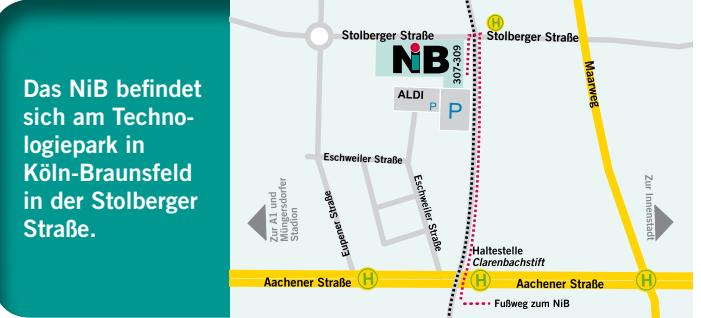 Das NiB befindet
sich am Techno-
logiepark in
Köln-Braunsfeld
in der Stolberger
Straße.
H
Stolberger Straße
Stolberger Straße
NiB
307-309
ALDI
P
P
Maarweg
Eschweiler Straße
Eschweiler Straße
Eupener Straße
Zur A1 und
Müngersdorfer
Stadion
Zur Innenstadt
Haltestelle
Clarenbachstift
Aachener Straße
H
H
Aachener Straße
H
Fußweg zum NiB